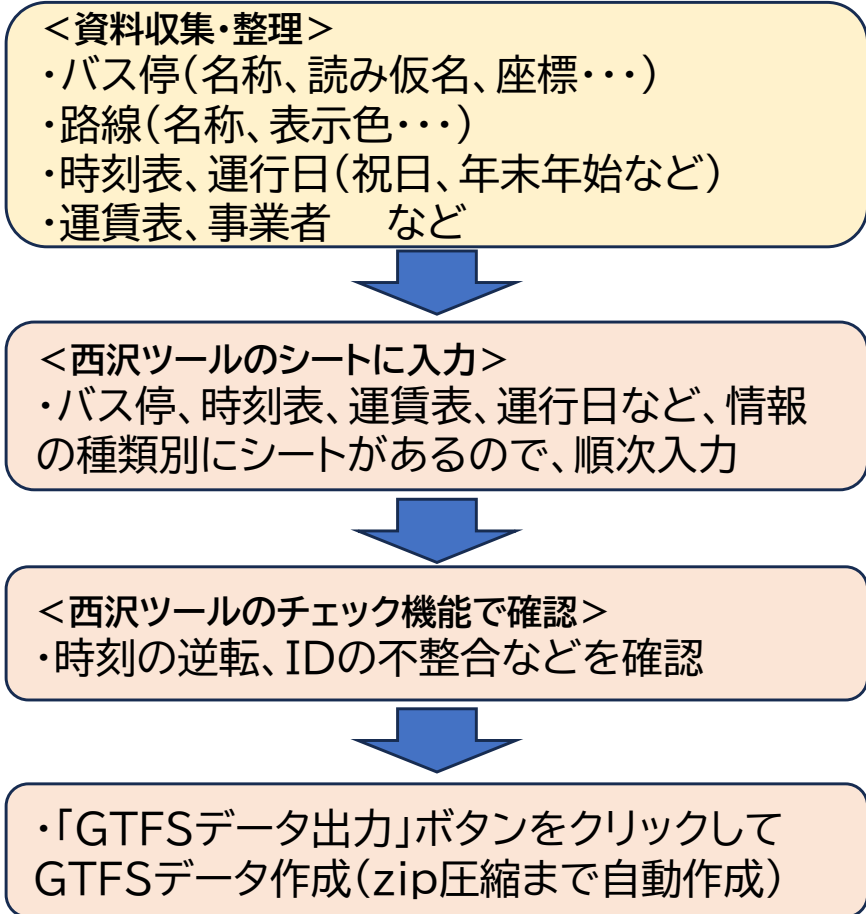 <資料収集・整理>
・バス停(名称、読み仮名、座標・・・)
・路線(名称、表示色・・・)
・時刻表、運行日(祝日、年末年始など)
・運賃表、事業者　など
<西沢ツールのシートに入力>
・バス停、時刻表、運賃表、運行日など、情報
の種類別にシートがあるので、順次入力
<西沢ツールのチェック機能で確認>
・時刻の逆転、IDの不整合などを確認
・「GTFSデータ出力」ボタンをクリックして
GTFSデータ作成(zip圧縮まで自動作成)